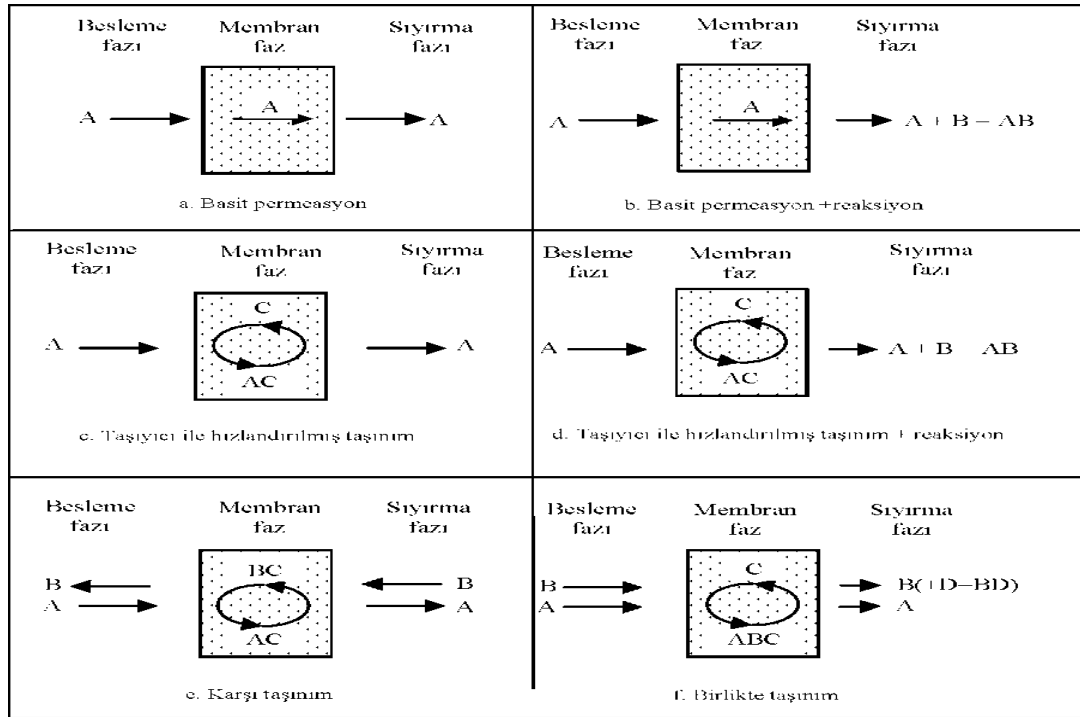 Besleme fazı
Membran faz
Sıyırma fazı
A
A
A
a. Basit permeasyon
Besleme fazı
Membran faz
Sıyırma fazı
A
A
A + B = AB
b. Basit permeasyon +reaksiyon
Besleme fazı
Membran faz
Sıyırma fazı
C
A
A
AC
c. Taşıyıcı ile hızlandırılmış taşınım
Besleme fazı
Membran faz
Sıyırma fazı
C
A
A + B AB
AC
d. Taşıyıcı ile hızlandırılmış taşınım + reaksiyon
Besleme fazı
Membran faz
Sıyırma fazı
BC
B
B
A
A
AC
e. Karşı taşınım
Besleme fazı
Membran faz
Sıyırma fazı
C
B
B(+D=BD)
A
A
ABC
f. Birlikte taşınım